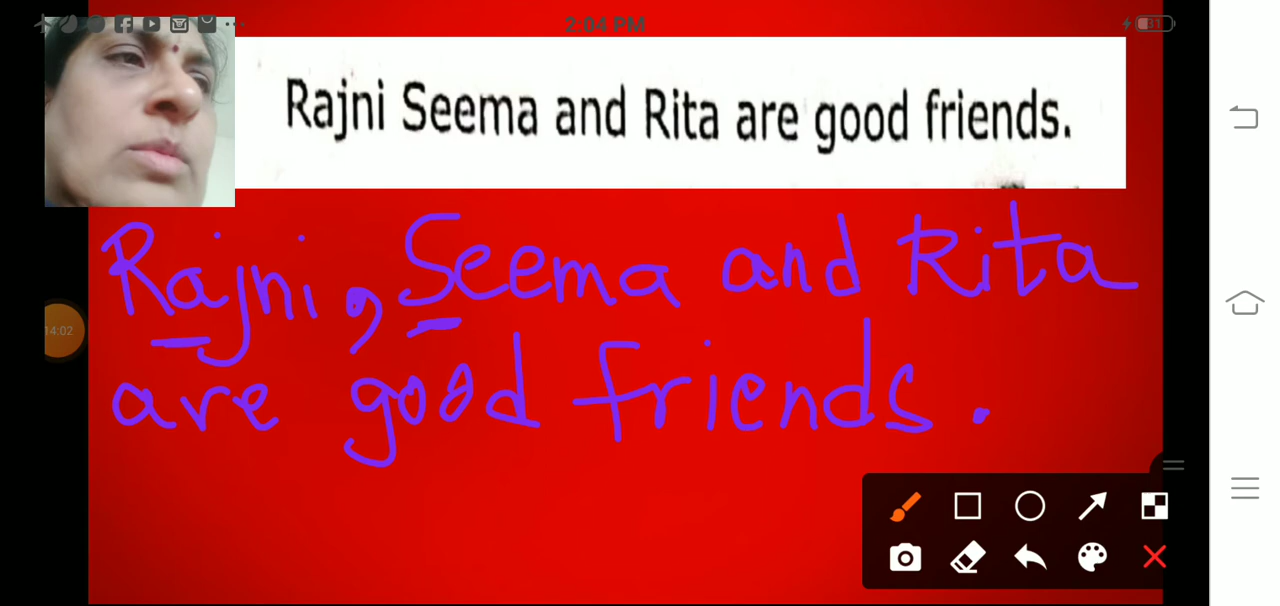 2:04 PM
31
Rajni Seema and Rita are good friends.
Rajni, Seema and Rita
are good friends.
14:02